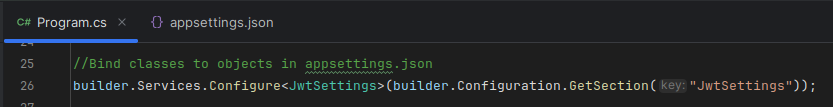 C# Program.cs × {} appsettings.json
24
25 //Bind classes to objects in appsettings.json
26 builder.Services.Configure<JwtSettings>(builder.Configuration.GetSection( key: "JwtSettings"));
27